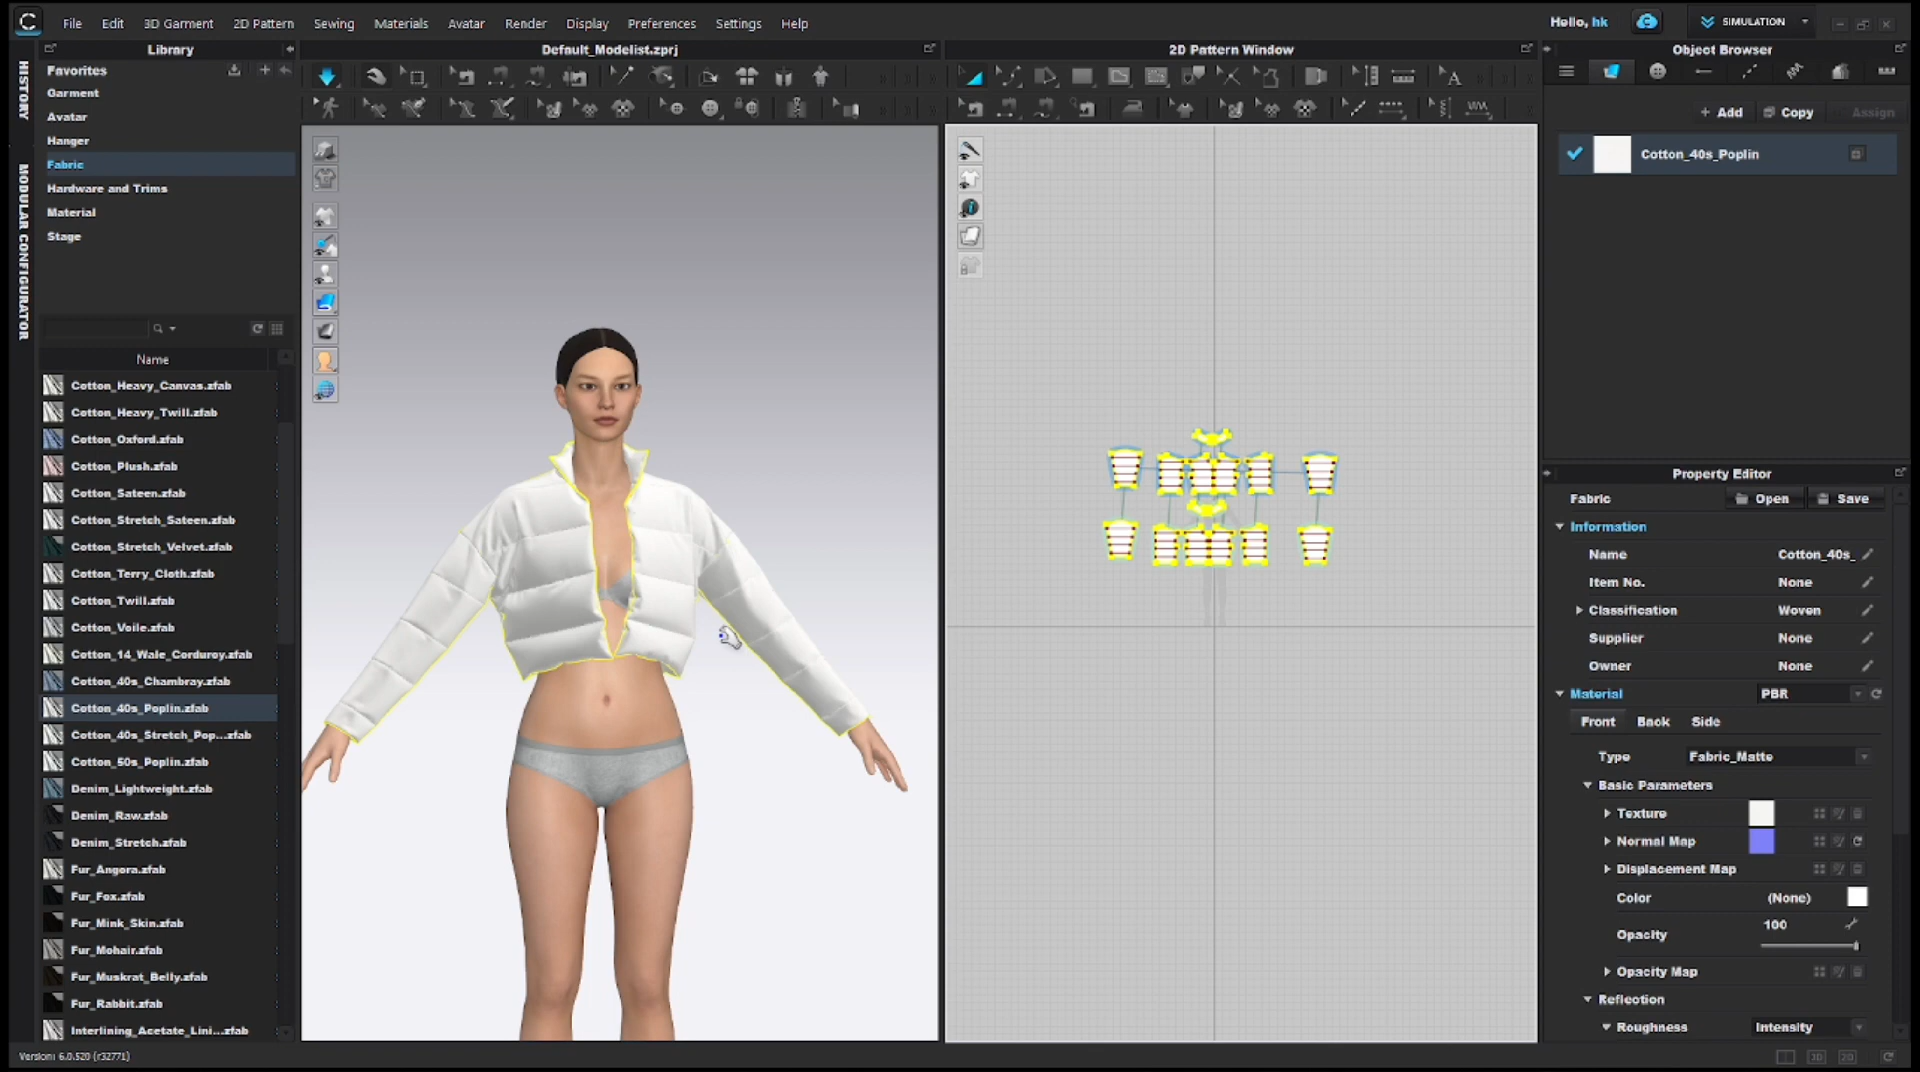 File Edit 3D Garment 2D Pattern Sewing Materials Avatar Render Display Preferences Settings Help
Hello, hk
SIMULATION
HISTORY
MODULAR CONFIGURATOR
Library
Favorites
Garment
Avatar
Hanger
Fabric
Hardware and Trims
Material
Stage
Name
Cotton_Heavy_Canvas.zfab
Cotton_Heavy_Twill.zfab
Cotton_Oxford.zfab
Cotton_Plush.zfab
Cotton_Sateen.zfab
Cotton_Stretch_Sateen.zfab
Cotton_Stretch_Velvet.zfab
Cotton_Terry_Cloth.zfab
Cotton_Twill.zfab
Cotton_Voile.zfab
Cotton_14_Wale_Corduroy.zfab
Cotton_40s_Chambray.zfab
Cotton_40s_Poplin.zfab
Cotton_40s_Stretch_Pop...zfab
Cotton_50s_Poplin.zfab
Denim_Lightweight.zfab
Denim_Raw.zfab
Denim_Stretch.zfab
Fur_Angora.zfab
Fur_Fox.zfab
Fur_Mink_Skin.zfab
Fur_Mohair.zfab
Fur_Muskrat_Belly.zfab
Fur_Rabbit.zfab
Interlining_Acetate_Lini...zfab
Version: 6.0.520 (r32771)
Default_Modelist.zprj
2D Pattern Window
Object Browser
+ Add Copy Assign
Cotton_40s_Poplin
Property Editor
Fabric Open Save
Information
Name Cotton_40s_
Item No. None
Classification Woven
Supplier None
Owner None
Material PBR
Front Back Side
Type Fabric_Matte
Basic Parameters
Texture
Normal Map
Displacement Map
Color (None)
Opacity 100
Opacity Map
Reflection
Roughness Intensity
3D 2D